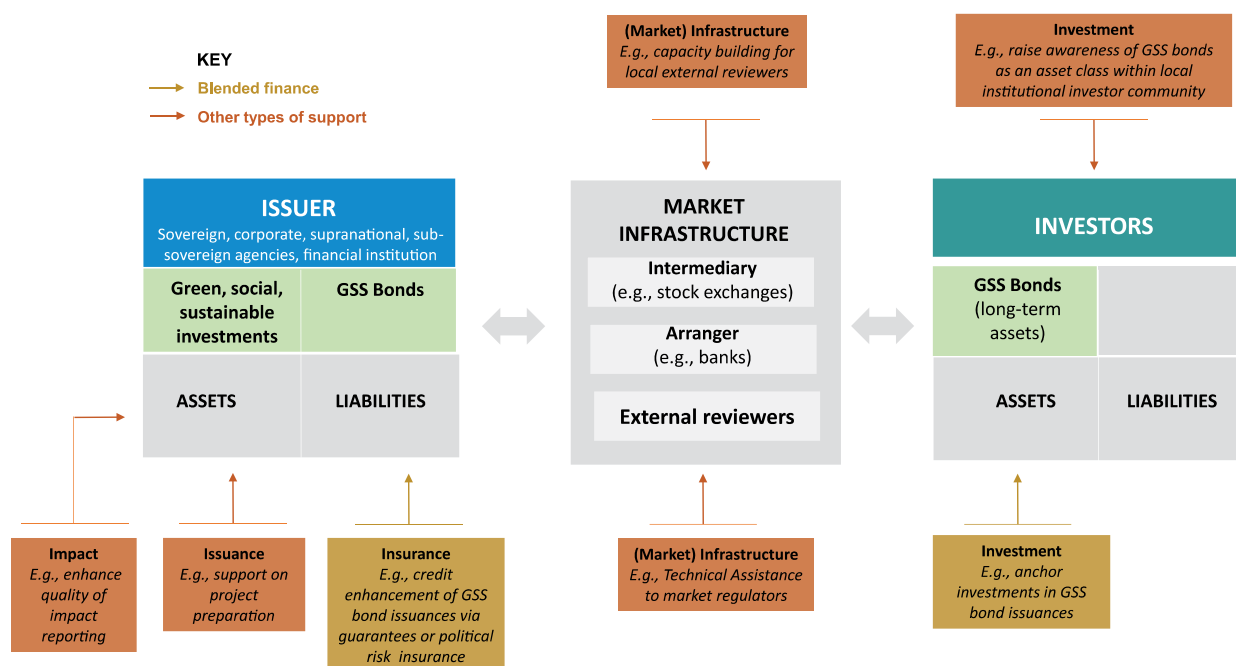 KEY
Blended finance
Other types of support
(Market) Infrastructure
E.g., capacity building for
local external reviewers
Investment
E.g., raise awareness of GSS bonds
as an asset class within local
institutional investor community
ISSUER
Sovereign, corporate, supranational, sub-
sovereign agencies, financial institution
Green, social,
sustainable
investments
GSS Bonds
ASSETS
LIABILITIES
MARKET
INFRASTRUCTURE
Intermediary
(e.g., stock exchanges)
Arranger
(e.g., banks)
External reviewers
INVESTORS
GSS Bonds
(long-term
assets)
ASSETS
LIABILITIES
Impact
E.g., enhance
quality of
impact
reporting
Issuance
E.g., support on
project
preparation
Insurance
E.g., credit
enhancement of GSS
bond issuances via
guarantees or political
risk insurance
(Market) Infrastructure
E.g., Technical Assistance
to market regulators
Investment
E.g., anchor
investments in GSS
bond issuances